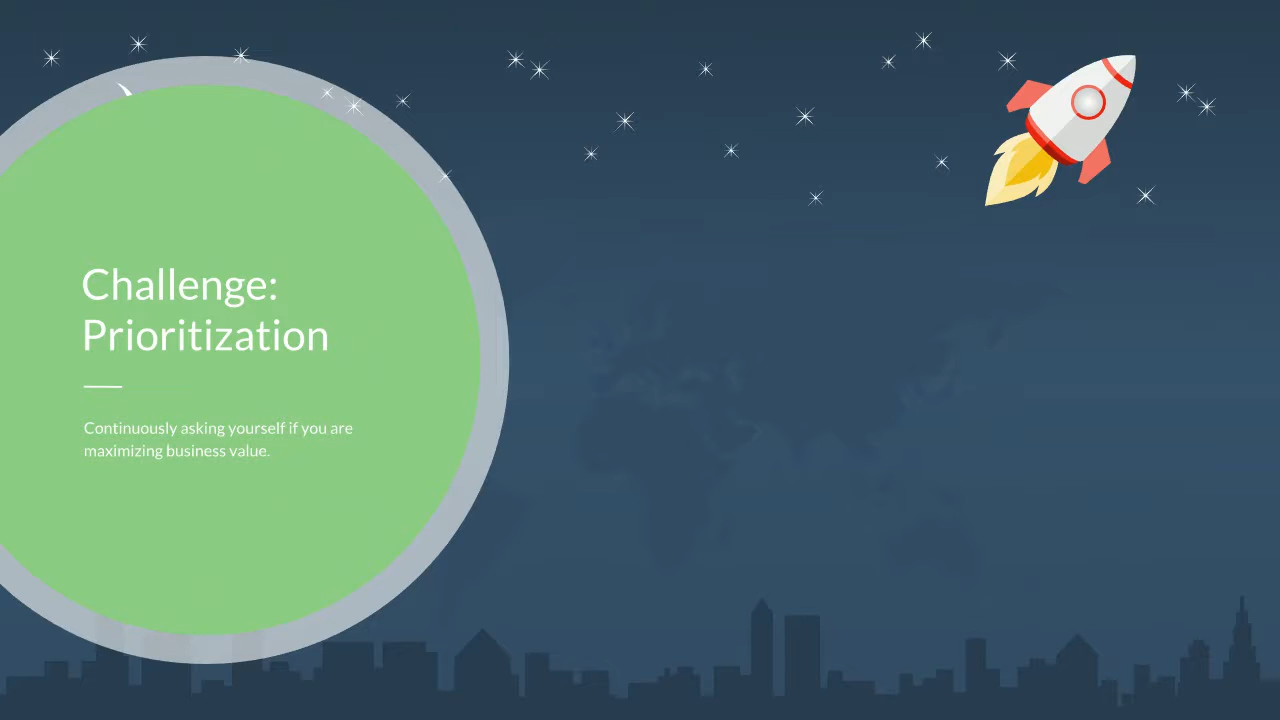 Challenge:
Prioritization
Continuously asking yourself if you are
maximizing business value.